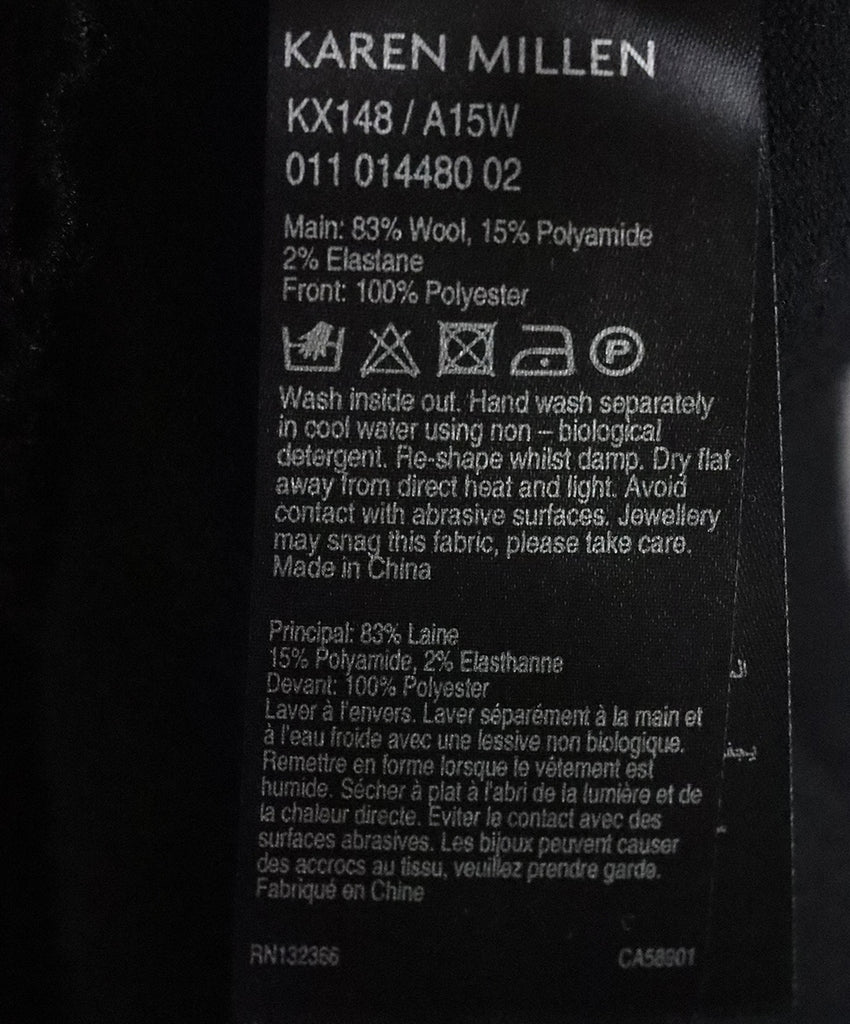 KAREN MILLEN
KX148 / A15W
011 014480 02
Main: 83% Wool, 15% Polyamide
2% Elastane
Front: 100% Polyester
P
Wash inside out. Hand wash separately
in cool water using non – biological
detergent. Re-shape whilst damp. Dry flat
away from direct heat and light. Avoid
contact with abrasive surfaces. Jewellery
may snag this fabric, please take care.
Made in China
Principal: 83% Laine
15% Polyamide, 2% Elasthanne
Devant: 100% Polyester
Laver à l'envers. Laver séparément à la main et
à l'eau froide avec une lessive non biologique.
Remettre en forme lorsque le vêtement est
humide. Sécher à plat à l'abri de la lumière et de
la chaleur directe. Eviter le contact avec des
surfaces abrasives. Les bijoux peuvent causer
des accrocs au tissu, veuillez prendre garde.
Fabriqué en Chine
RN132366